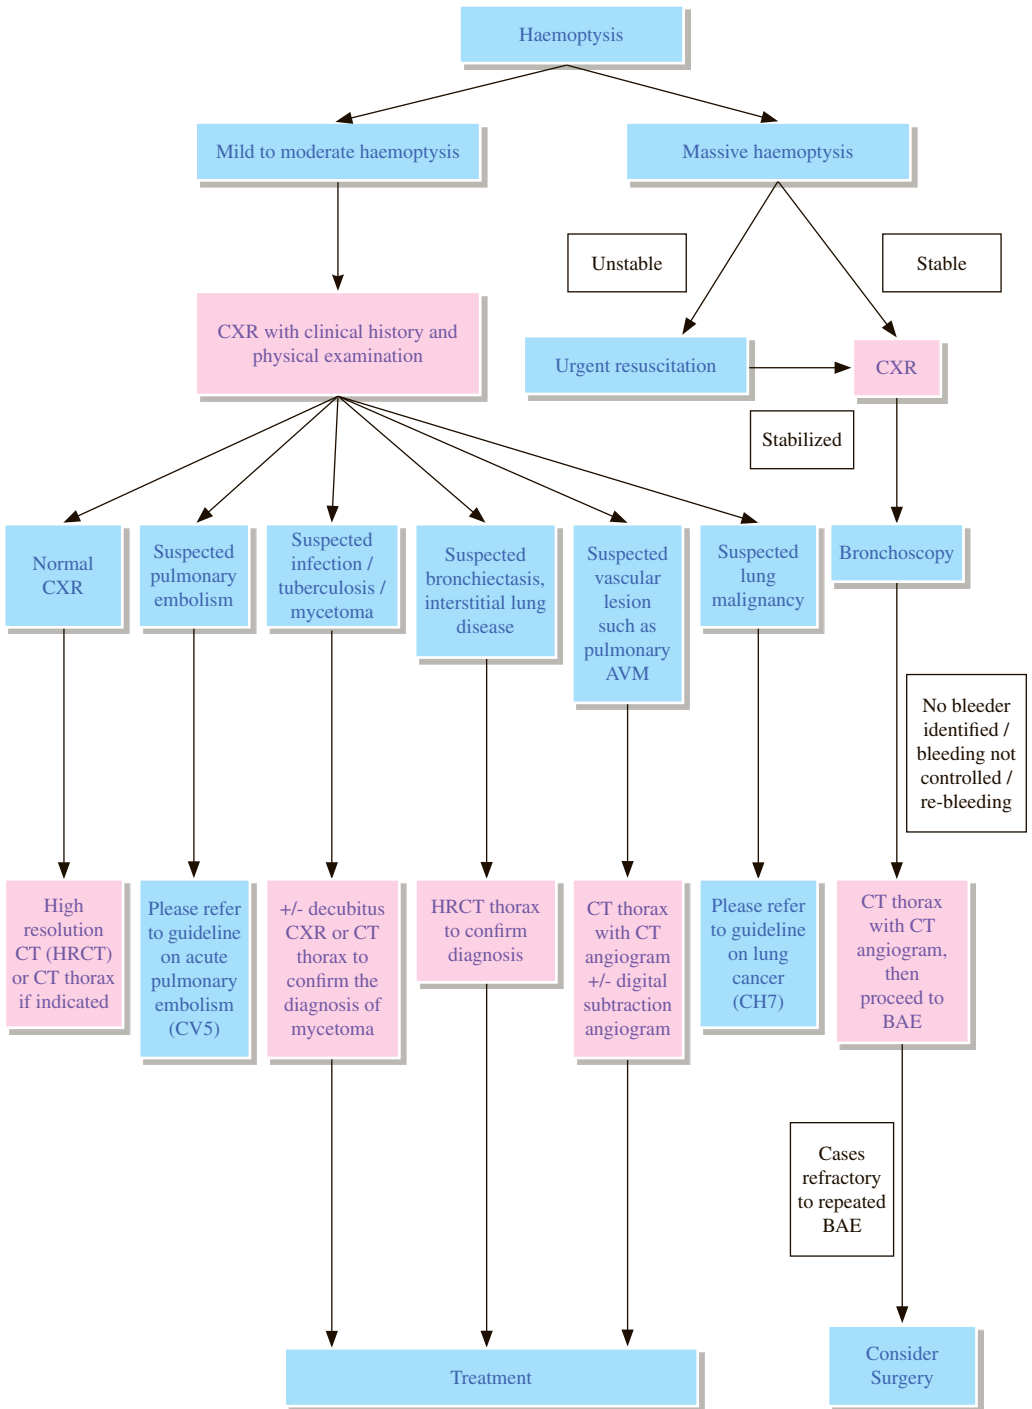 Haemoptysis
Mild to moderate haemoptysis
Massive haemoptysis
Unstable
Stable
CXR with clinical history and
physical examination
Urgent resuscitation
CXR
Stabilized
Normal
CXR
Suspected
pulmonary
embolism
Suspected
infection /
tuberculosis /
mycetoma
Suspected
bronchiectasis,
interstitial lung
disease
Suspected
vascular
lesion
such as
pulmonary
AVM
Suspected
lung
malignancy
Bronchoscopy
No bleeder
identified /
bleeding not
controlled /
re-bleeding
High
resolution
CT (HRCT)
or CT thorax
if indicated
Please refer
to guideline
on acute
pulmonary
embolism
(CV5)
+/- decubitus
CXR or CT
thorax to
confirm the
diagnosis of
mycetoma
HRCT thorax
to confirm
diagnosis
CT thorax
with CT
angiogram
+/- digital
subtraction
angiogram
Please refer
to guideline
on lung
cancer
(CH7)
CT thorax
with CT
angiogram,
then
proceed to
BAE
Cases
refractory
to repeated
BAE
Treatment
Consider
Surgery